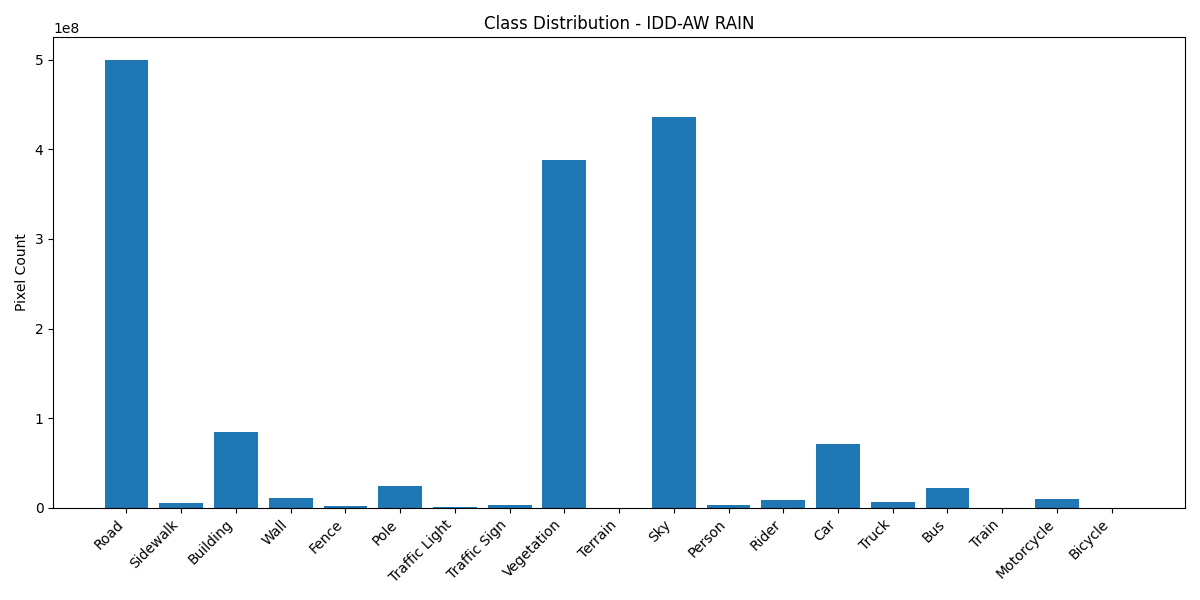 Class Distribution - IDD-AW RAIN
1e8
5
4
3
2
1
0
Pixel Count
Road
Sidewalk
Building
Wall
Fence
Pole
Traffic Light
Traffic Sign
Vegetation
Terrain
Sky
Person
Rider
Car
Truck
Bus
Train
Motorcycle
Bicycle